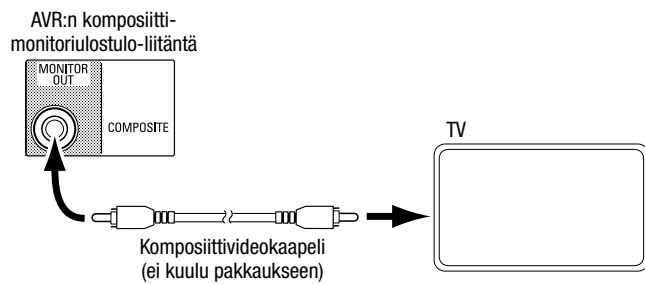 AVR:n komposiitti-
monitoriulostulo-liitäntä
MONITOR
OUT
COMPOSITE
TV
Komposiittivideokaapeli
(ei kuulu pakkaukseen)